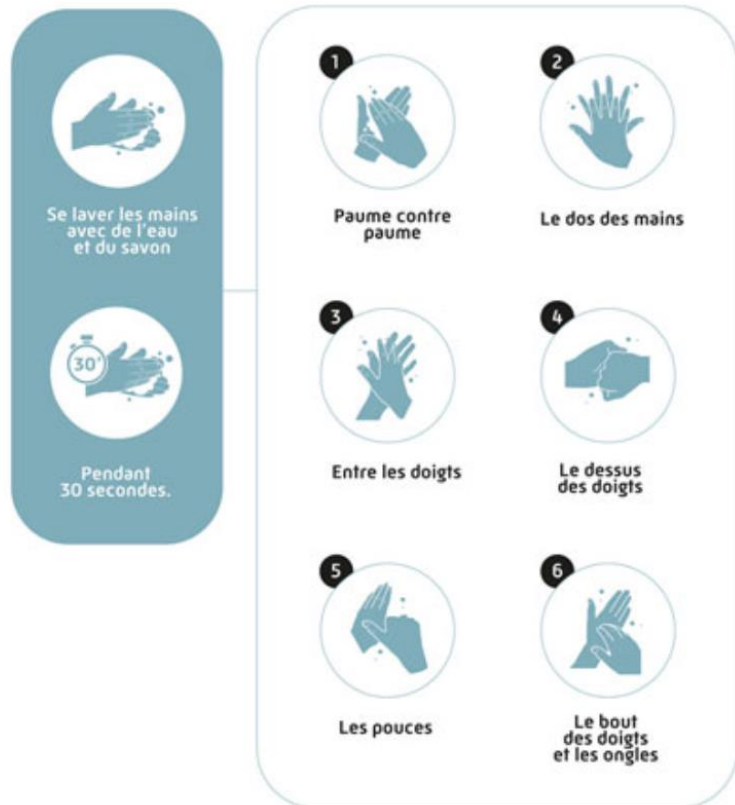 Se laver les mains
avec de l'eau
et du savon
30'
Pendant
30 secondes.
1
Paume contre
paume
2
Le dos des mains
3
Entre les doigts
4
Le dessus
des doigts
5
Les pouces
6
Le bout
des doigts
et les ongles